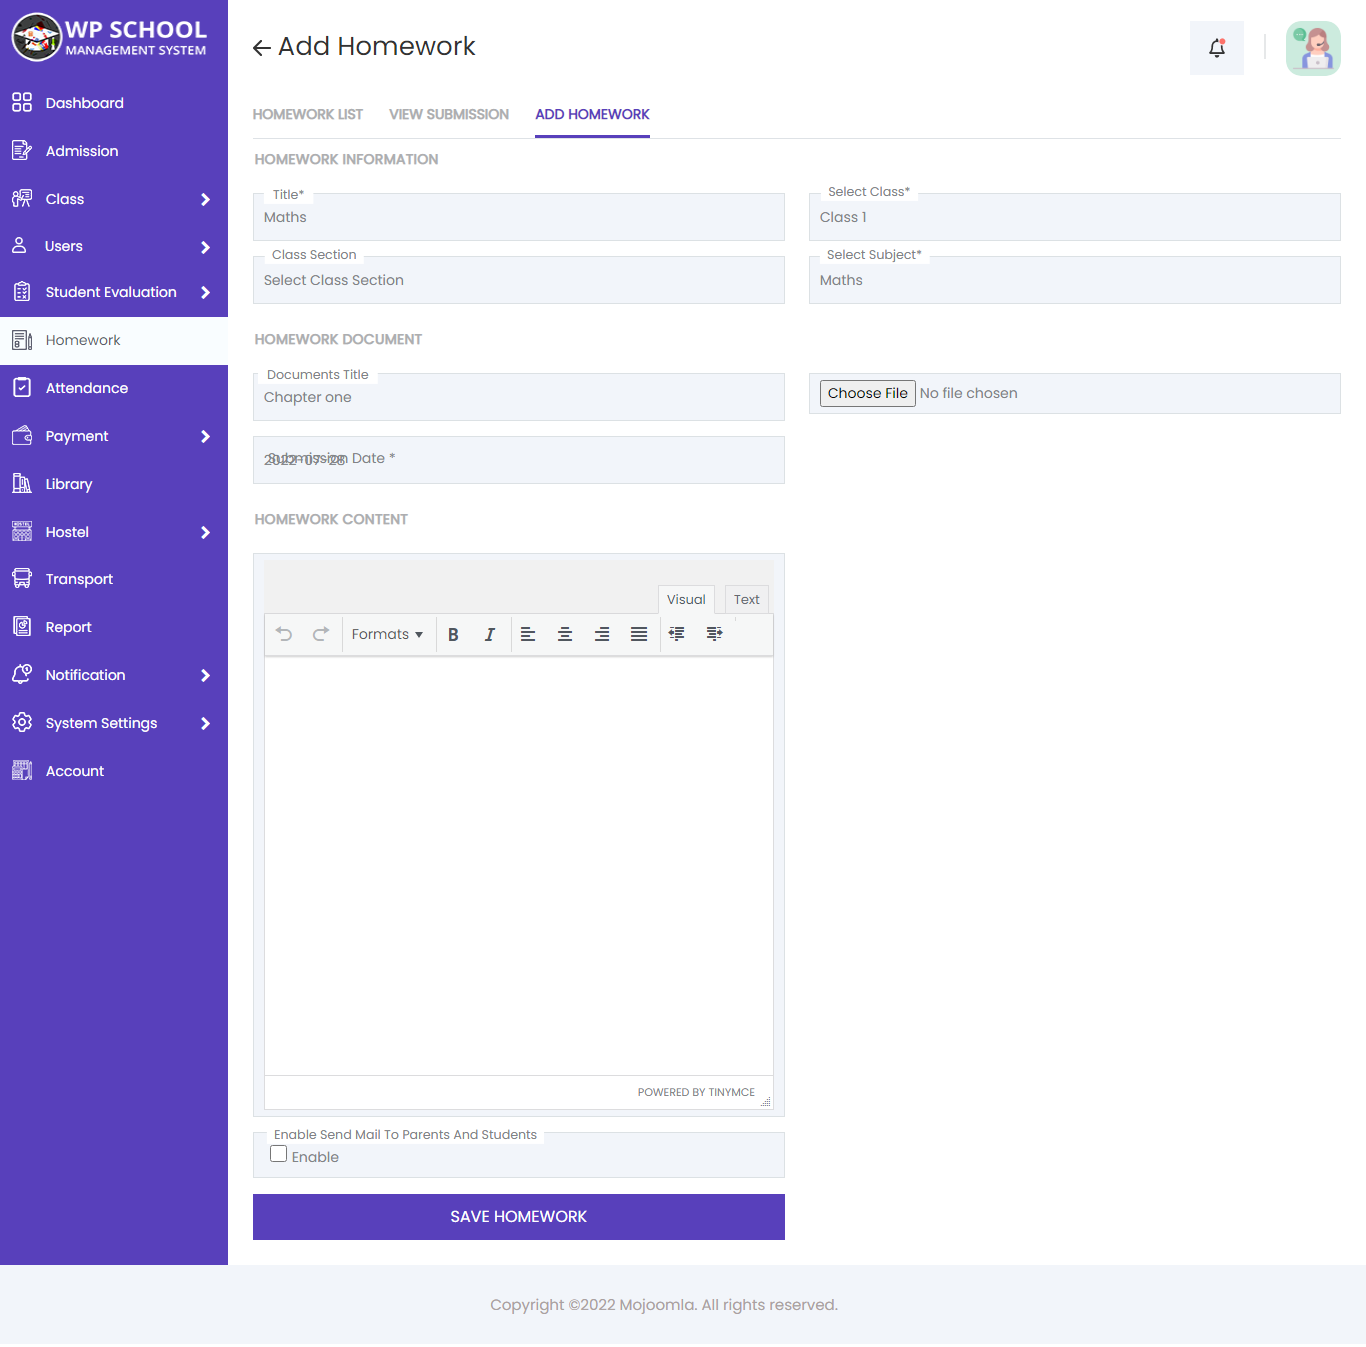 WP SCHOOL
MANAGEMENT SYSTEM
Dashboard
Admission
Class
Users
Student Evaluation
Homework
Attendance
Payment
Library
Hostel
Transport
Report
Notification
System Settings
Account
Add Homework
HOMEWORK LIST VIEW SUBMISSION ADD HOMEWORK
HOMEWORK INFORMATION
Title*
Maths
Select Class*
Class 1
Class Section
Select Class Section
Select Subject*
Maths
HOMEWORK DOCUMENT
Documents Title
Chapter one
Choose File No file chosen
Submission Date *
2022-07-28
HOMEWORK CONTENT
Visual Text
Formats B I
POWERED BY TINYMCE
Enable Send Mail To Parents And Students
Enable
SAVE HOMEWORK
Copyright ©2022 Mojoomla. All rights reserved.